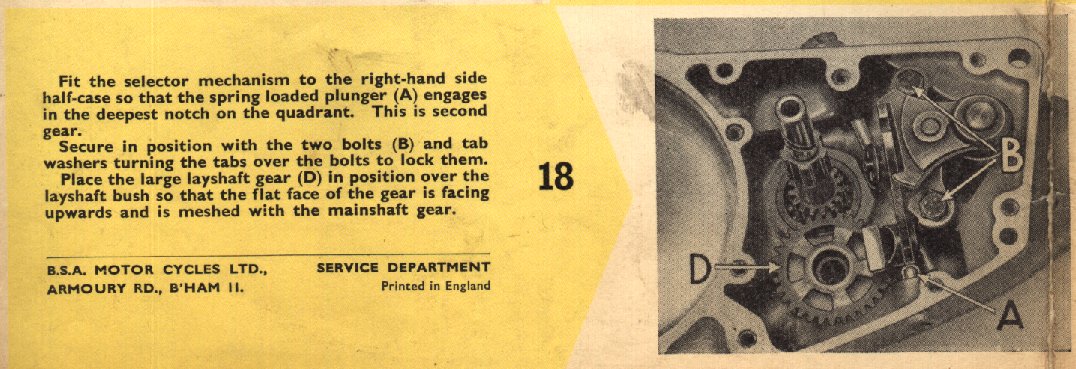 Fit the selector mechanism to the right-hand side
half-case so that the spring loaded plunger (A) engages
in the deepest notch on the quadrant. This is second
gear.
Secure in position with the two bolts (B) and tab
washers turning the tabs over the bolts to lock them.
Place the large layshaft gear (D) in position over the
layshaft bush so that the flat face of the gear is facing
upwards and is meshed with the mainshaft gear.
B.S.A. MOTOR CYCLES LTD., SERVICE DEPARTMENT
ARMOURY RD., B'HAM 11. Printed in England
18
B
D
A